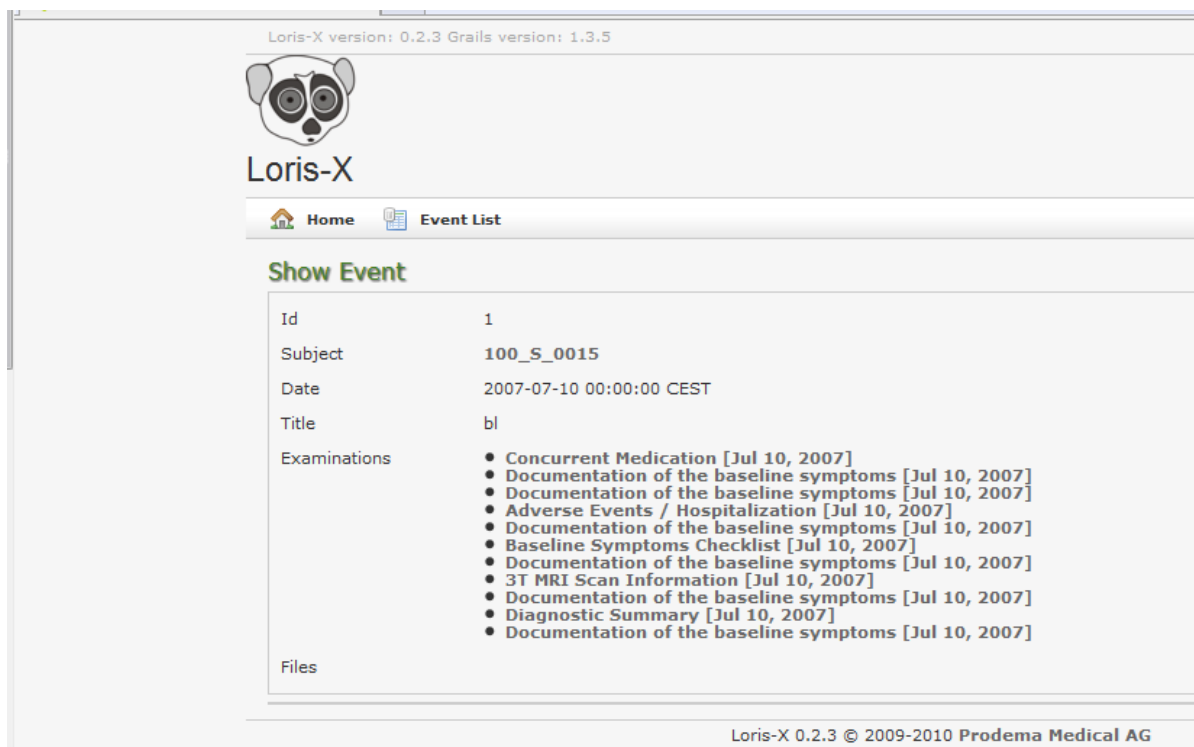 Loris-X version: 0.2.3 Grails version: 1.3.5
Loris-X
Home Event List
Show Event
Id 1
Subject 100_S_0015
Date 2007-07-10 00:00:00 CEST
Title bl
Examinations • Concurrent Medication [Jul 10, 2007]
• Documentation of the baseline symptoms [Jul 10, 2007]
• Documentation of the baseline symptoms [Jul 10, 2007]
• Adverse Events / Hospitalization [Jul 10, 2007]
• Documentation of the baseline symptoms [Jul 10, 2007]
• Baseline Symptoms Checklist [Jul 10, 2007]
• Documentation of the baseline symptoms [Jul 10, 2007]
• 3T MRI Scan Information [Jul 10, 2007]
• Documentation of the baseline symptoms [Jul 10, 2007]
• Diagnostic Summary [Jul 10, 2007]
• Documentation of the baseline symptoms [Jul 10, 2007]
Files
Loris-X 0.2.3 © 2009-2010 Prodema Medical AG